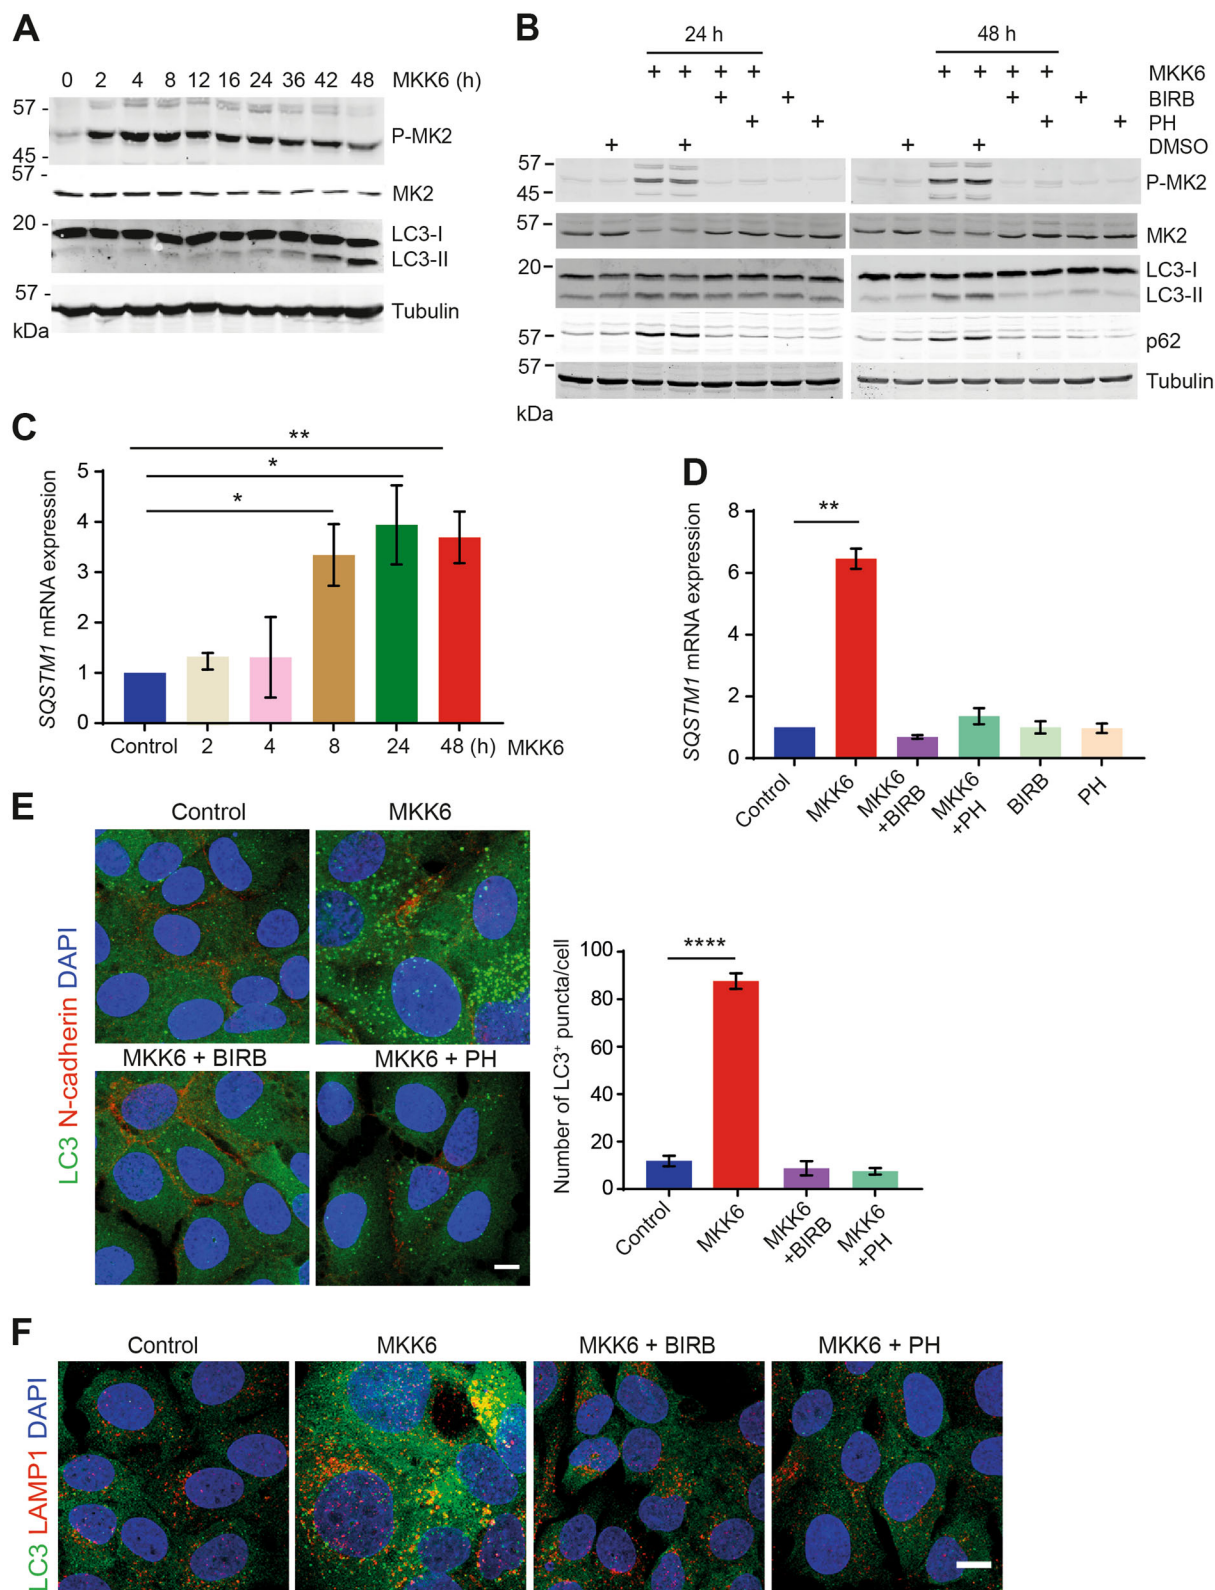 A
0 2 4 8 12 16 24 36 42 48 MKK6 (h)
57 -
P-MK2
45 -
57 -
MK2
20 -
LC3-I
LC3-II
57 -
Tubulin
kDa
B
24 h 48 h
+ + + + + + + + MKK6
+ + + + BIRB
+ + + + PH
+ + + + DMSO
57 -
P-MK2
45 -
57 -
MK2
20 -
LC3-I
LC3-II
57 -
p62
57 -
Tubulin
kDa
C
**
*
*
SQSTM1 mRNA expression
5
4
3
2
1
0
Control 2 4 8 24 48 (h) MKK6
D
**
SQSTM1 mRNA expression
8
6
4
2
0
Control
MKK6
MKK6
+BIRB
MKK6
+PH
BIRB
PH
E
Control MKK6
MKK6 + BIRB MKK6 + PH
LC3 N-cadherin DAPI
****
Number of LC3+ puncta/cell
100
80
60
40
20
0
Control
MKK6
MKK6
+BIRB
MKK6
+PH
F
Control MKK6 MKK6 + BIRB MKK6 + PH
LC3 LAMP1 DAPI